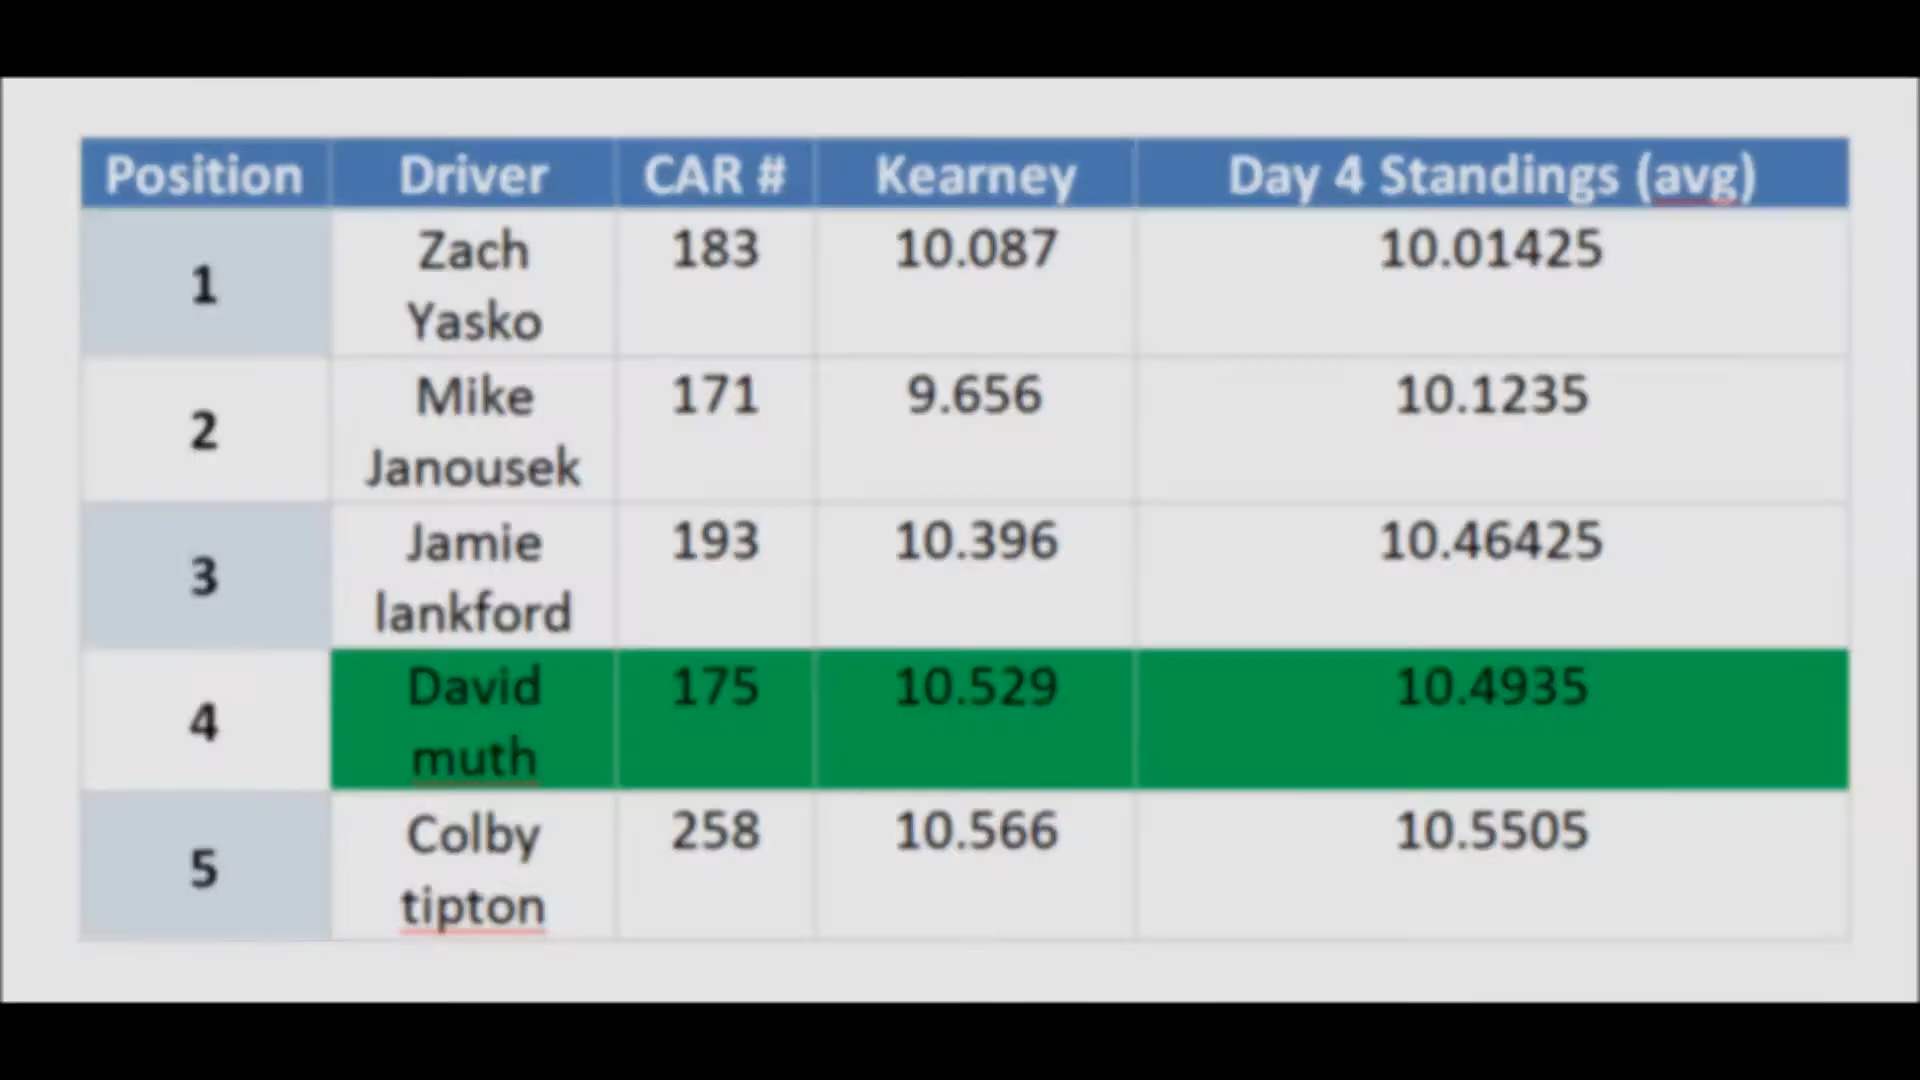 Position Driver CAR # Kearney Day 4 Standings (avg)
1 Zach Yasko 183 10.087 10.01425
2 Mike Janousek 171 9.656 10.1235
3 Jamie lankford 193 10.396 10.46425
4 David muth 175 10.529 10.4935
5 Colby tipton 258 10.566 10.5505